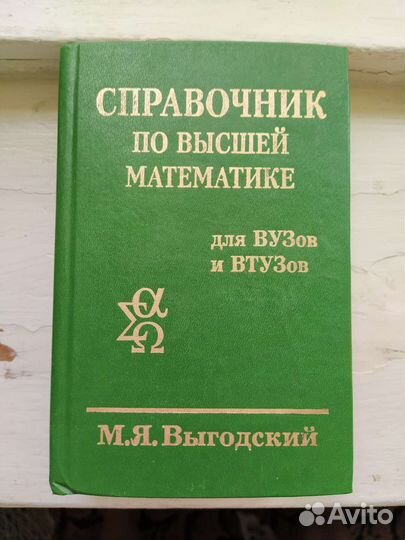 СПРАВОЧНИК
ПО ВЫСШЕЙ
МАТЕМАТИКЕ
для ВУЗов
и ВТУЗов
α
Σ
Ω
М.Я. Выгодский
Avito